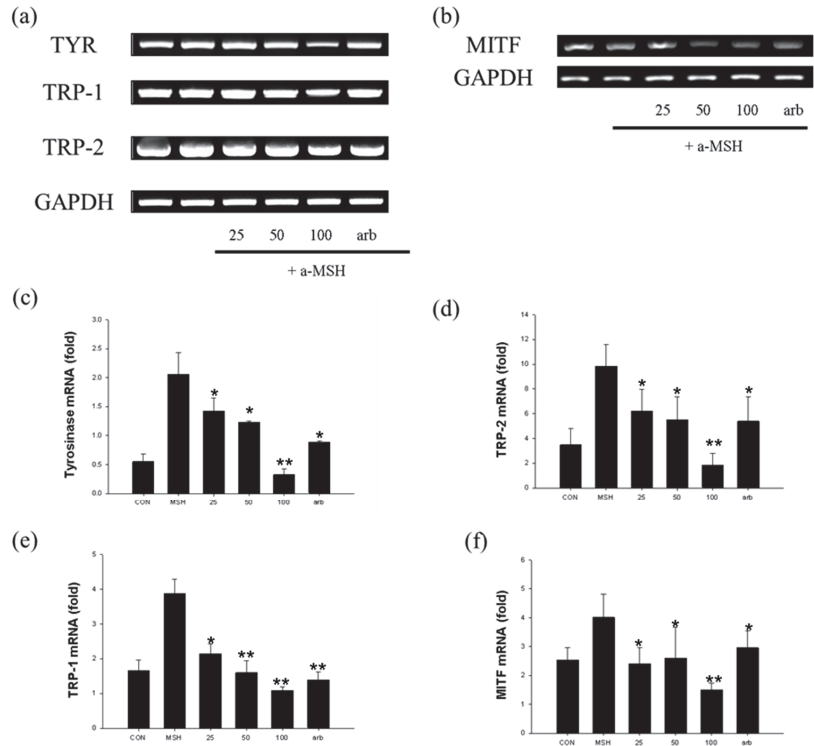 (a)
TYR
TRP-1
TRP-2
GAPDH
25 50 100 arb
+ a-MSH
(b)
MITF
GAPDH
25 50 100 arb
+ a-MSH
(c)
Tyrosinase mRNA (fold)
3.0
2.5
2.0
1.5
1.0
0.5
0.0
* * ** *
CON MSH 25 50 100 arb
(d)
TRP-2 mRNA (fold)
14
12
10
8
6
4
2
0
* * ** *
CON MSH 25 50 100 arb
(e)
TRP-1 mRNA (fold)
5
4
3
2
1
0
* ** ** **
CON MSH 25 50 100 arb
(f)
MITF mRNA (fold)
6
5
4
3
2
1
0
* * ** *
CON MSH 25 50 100 arb